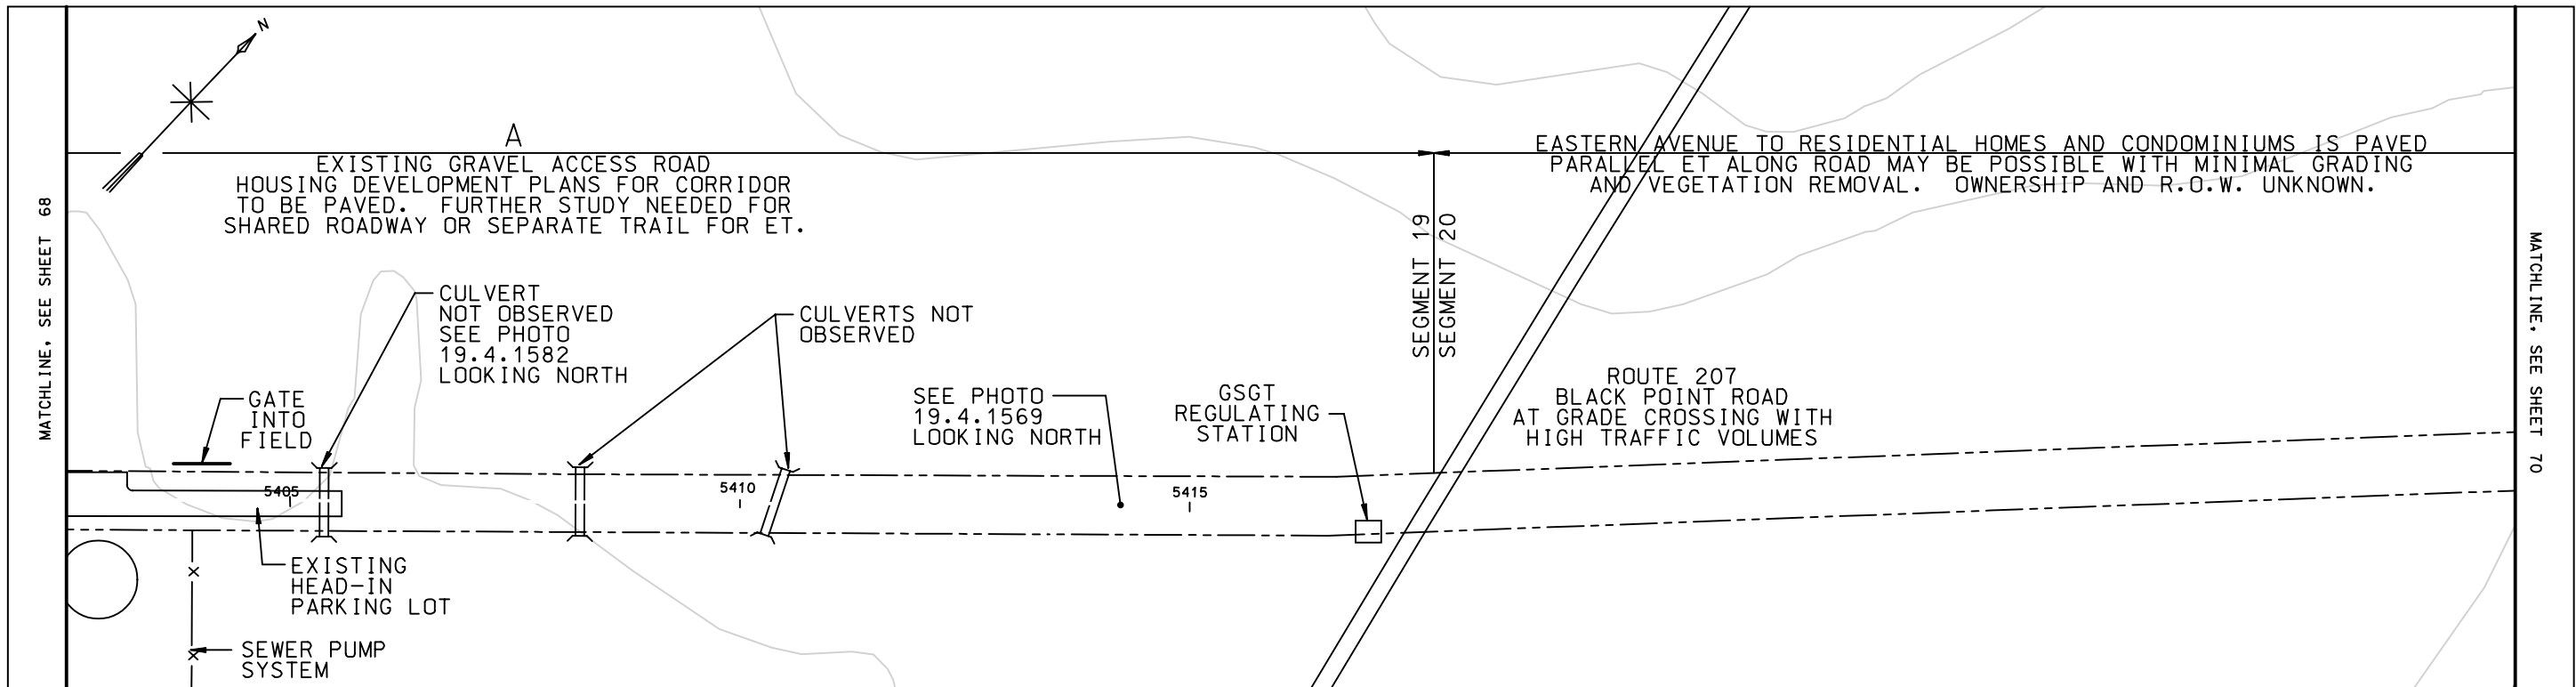 N
A
EXISTING GRAVEL ACCESS ROAD
HOUSING DEVELOPMENT PLANS FOR CORRIDOR
TO BE PAVED. FURTHER STUDY NEEDED FOR
SHARED ROADWAY OR SEPARATE TRAIL FOR ET.
EASTERN AVENUE TO RESIDENTIAL HOMES AND CONDOMINIUMS IS PAVED
PARALLEL ET ALONG ROAD MAY BE POSSIBLE WITH MINIMAL GRADING
AND VEGETATION REMOVAL. OWNERSHIP AND R.O.W. UNKNOWN.
MATCHLINE, SEE SHEET 68
SEGMENT 19
SEGMENT 20
MATCHLINE, SEE SHEET 70
CULVERT
NOT OBSERVED
SEE PHOTO
19.4.1582
LOOKING NORTH
CULVERTS NOT
OBSERVED
GATE
INTO
FIELD
SEE PHOTO
19.4.1569
LOOKING NORTH
GSGT
REGULATING
STATION
ROUTE 207
BLACK POINT ROAD
AT GRADE CROSSING WITH
HIGH TRAFFIC VOLUMES
5405
5410
5415
EXISTING
HEAD-IN
PARKING LOT
SEWER PUMP
SYSTEM